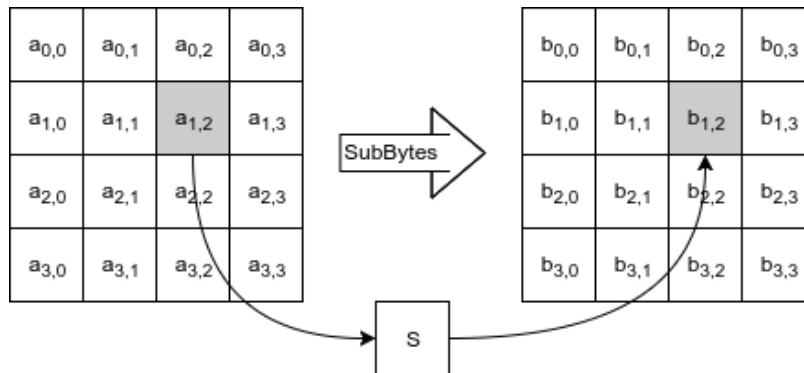 a0,0 a0,1 a0,2 a0,3
b0,0 b0,1 b0,2 b0,3
a1,0 a1,1 a1,2 a1,3
b1,0 b1,1 b1,2 b1,3
SubBytes
a2,0 a2,1 a2,2 a2,3
b2,0 b2,1 b2,2 b2,3
a3,0 a3,1 a3,2 a3,3
b3,0 b3,1 b3,2 b3,3
S